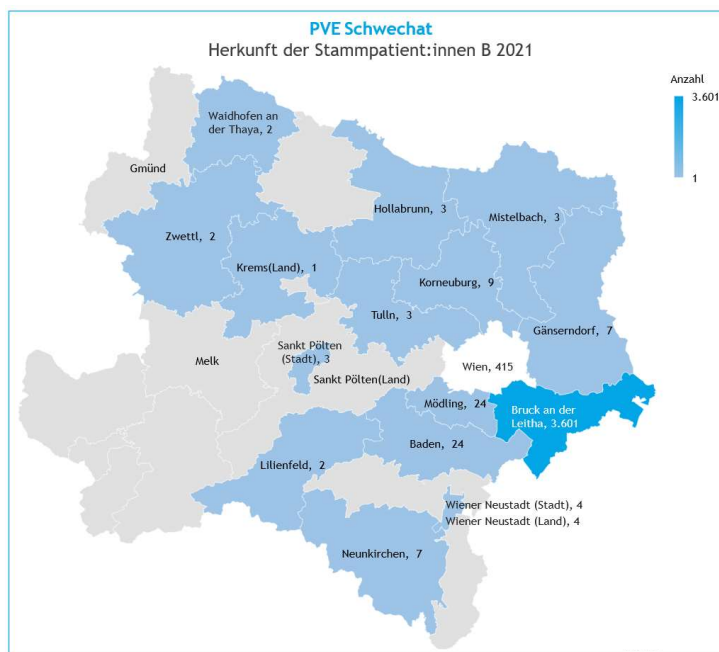 PVE Schwechat
Herkunft der Stammpatient:innen B 2021
Anzahl
3.601
1
Waidhofen an
der Thaya, 2
Gmünd
Hollabrunn, 3
Mistelbach, 3
Zwettl, 2
Krems(Land), 1
Korneuburg, 9
Tulln, 3
Gänserndorf, 7
Sankt Pölten
(Stadt), 3
Melk
Wien, 415
Sankt Pölten(Land)
Mödling, 24
Bruck an der
Leitha, 3.601
Baden, 24
Lilienfeld, 2
Wiener Neustadt (Stadt), 4
Wiener Neustadt (Land), 4
Neunkirchen, 7